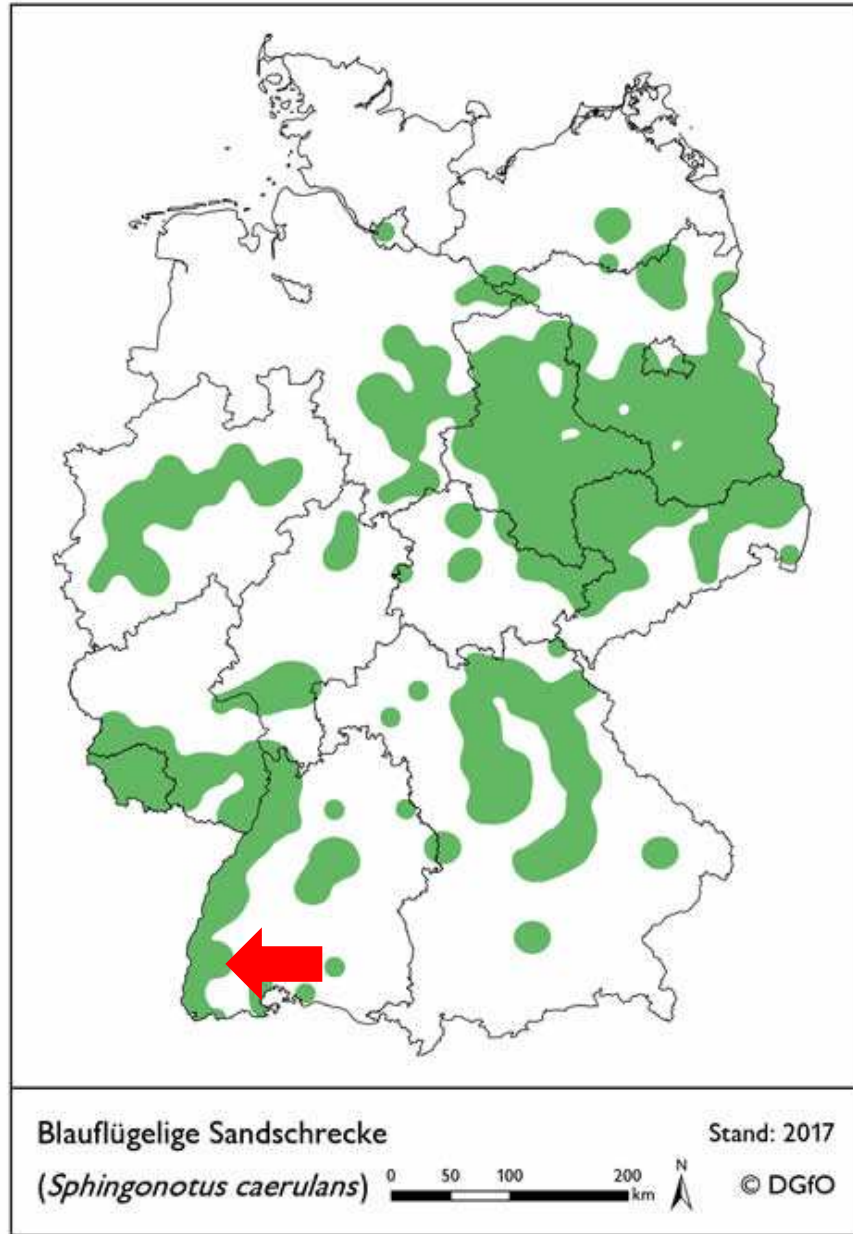 Blauflügelige Sandschrecke
Stand: 2017
(Sphingonotus caerulans)
0 50 100 200
km
N
© DGfO